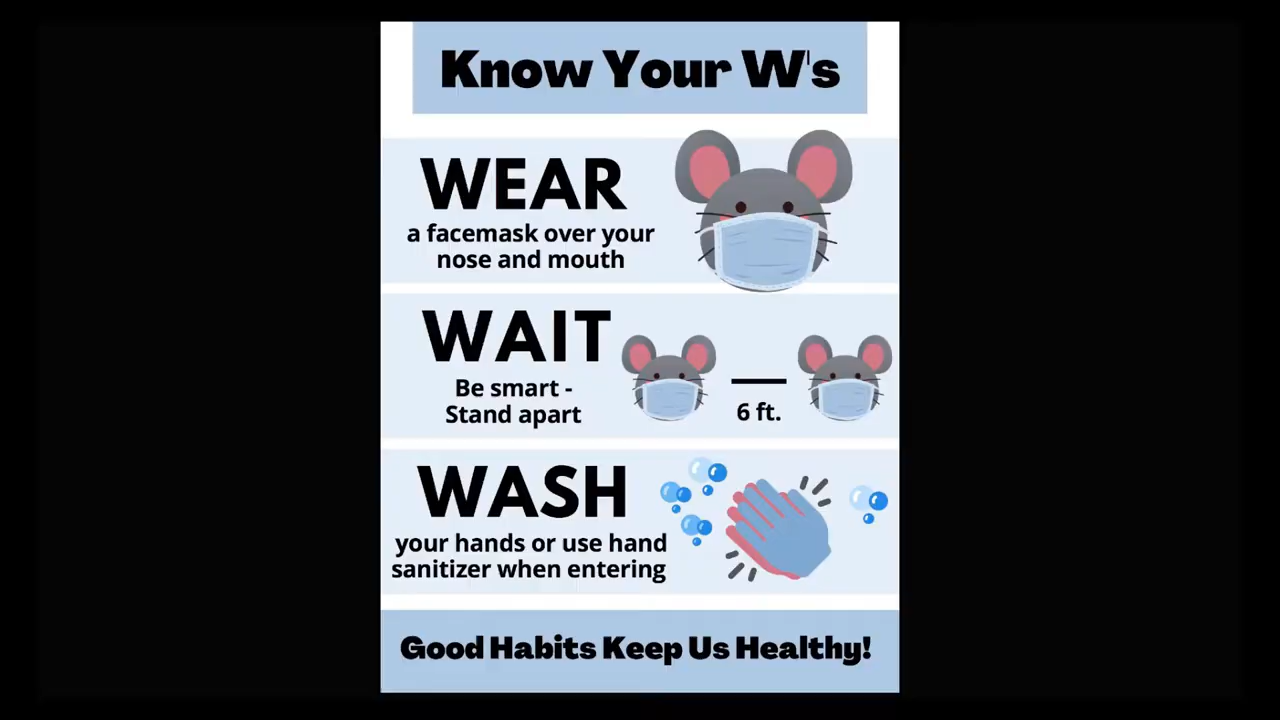 Know Your W's
WEAR
a facemask over your
nose and mouth
WAIT
Be smart -
Stand apart
6 ft.
WASH
your hands or use hand
sanitizer when entering
Good Habits Keep Us Healthy!